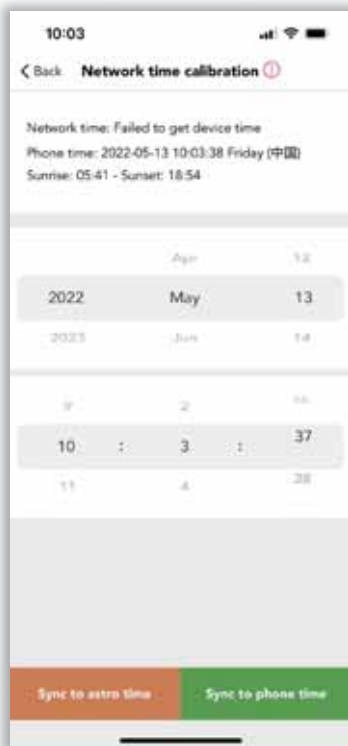 10:03
Back Network time calibration
Network time: Failed to get device time
Phone time: 2022-05-13 10:03:38 Friday (中国)
Sunrise: 05:41 - Sunset: 18:54
Apr 12
2022 May 13
2023 Jun 14
9 2
10 : 3 : 37
11 4 38
Sync to astro time Sync to phone time